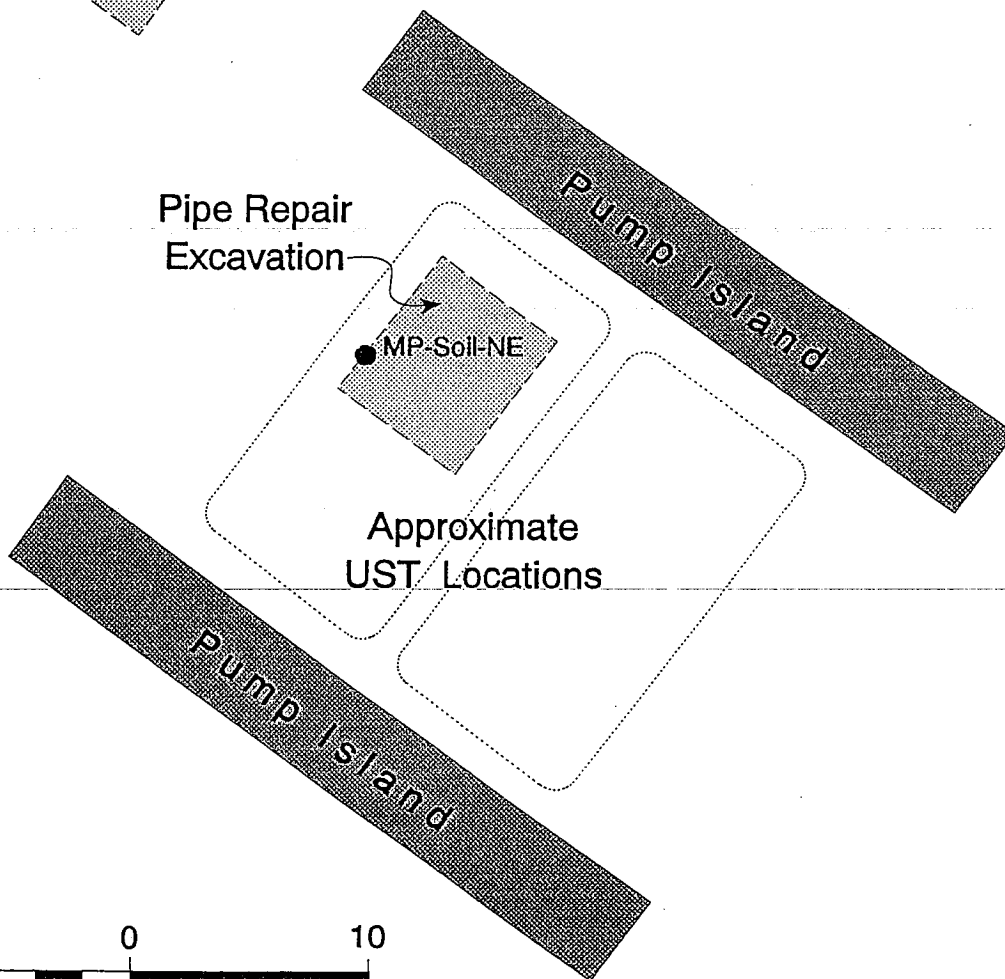 Pump Island
Pipe Repair
Excavation
MP-Soil-NE
Approximate
UST Locations
Pump Island
0 10